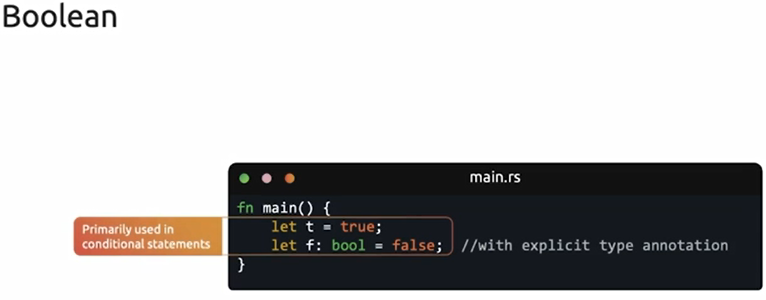 Boolean
main.rs
fn main() {
Primarily used in
conditional statements
let t = true;
let f: bool = false; //with explicit type annotation
}